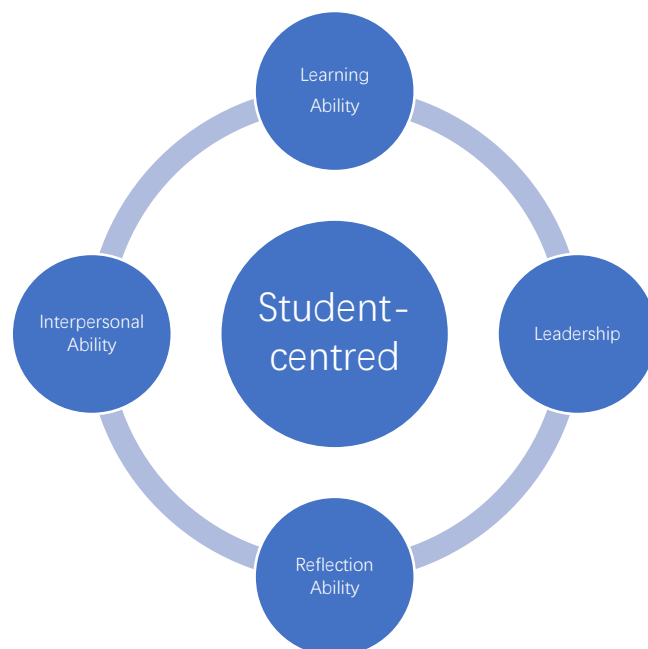 Learning
Ability
Interpersonal
Ability
Student-
centred
Leadership
Reflection
Ability